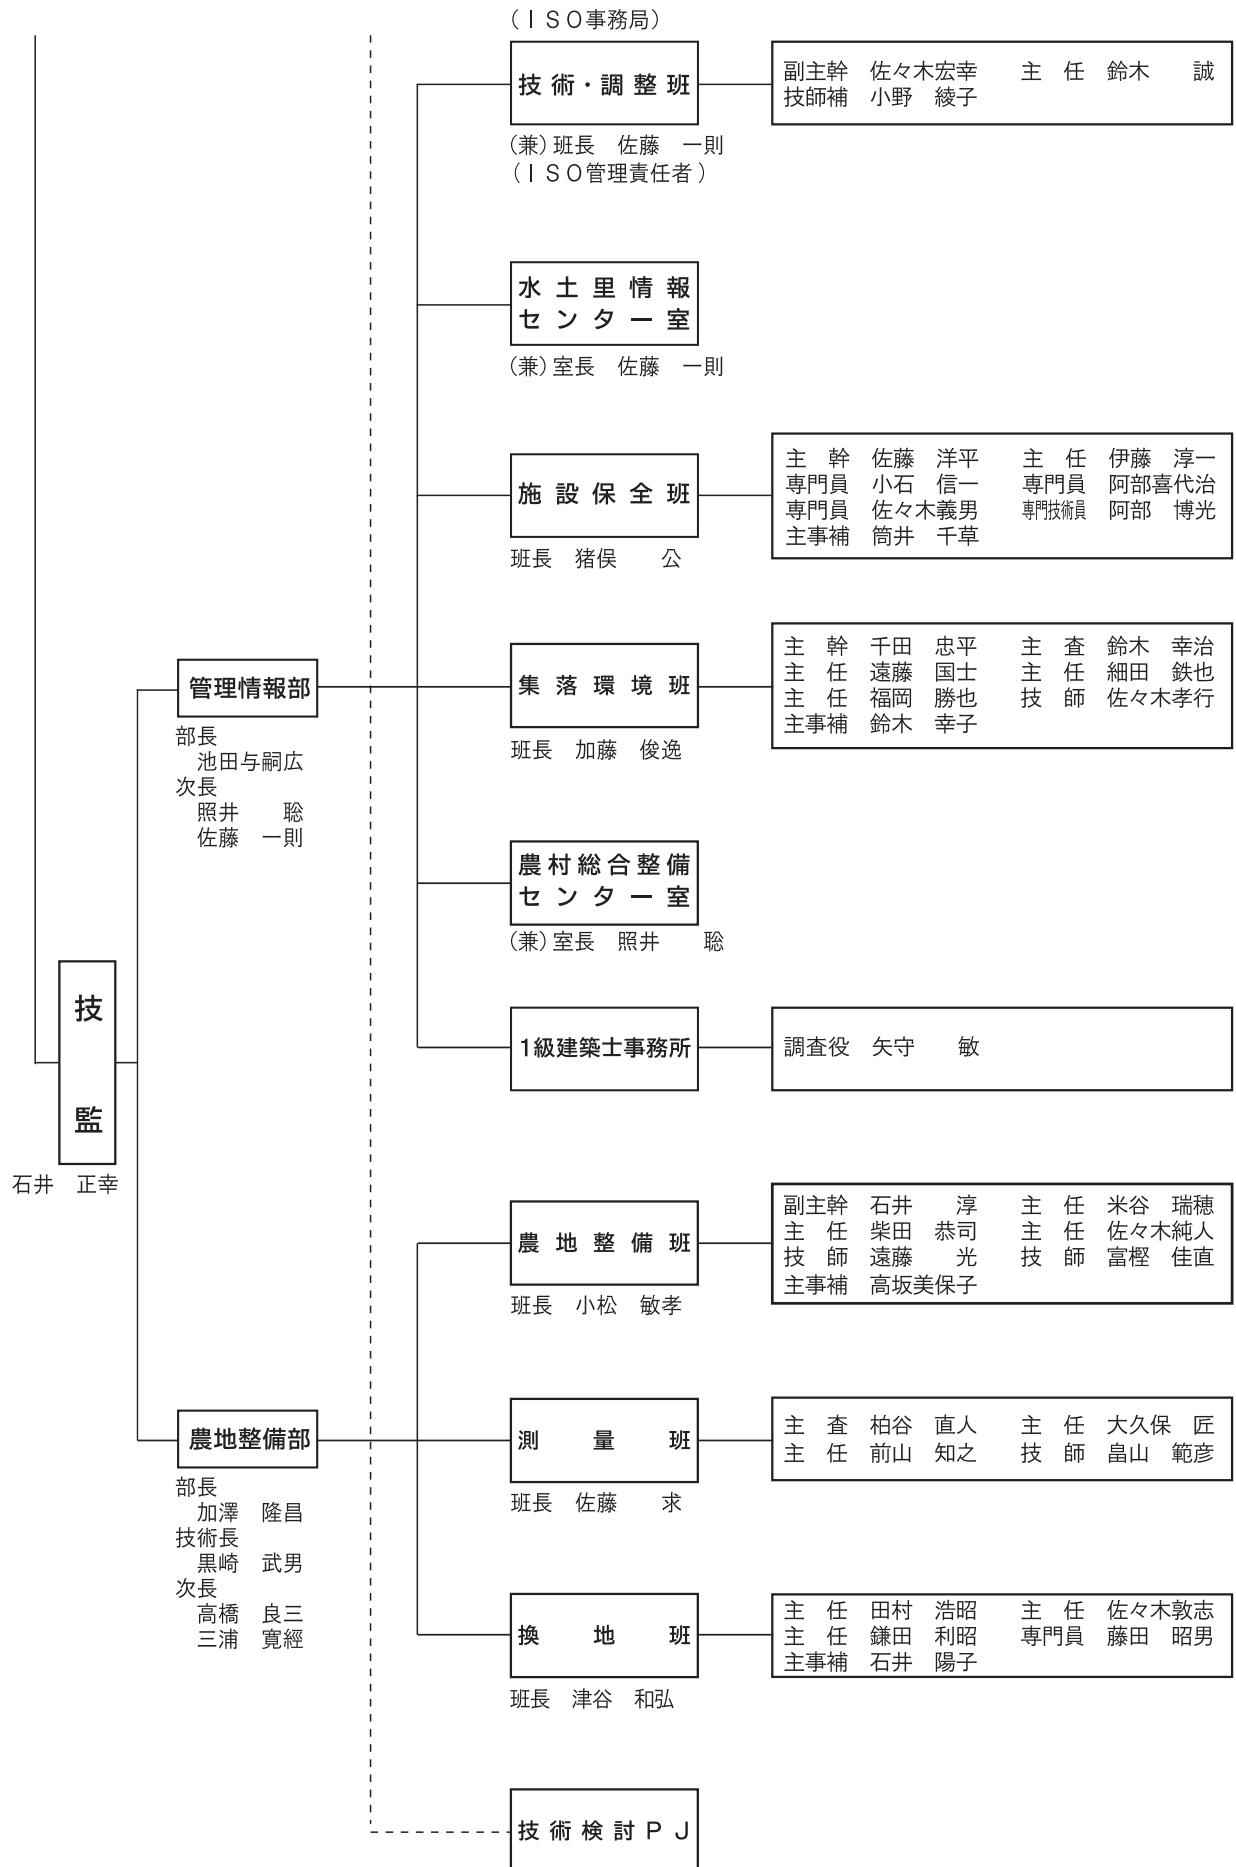 （ＩＳＯ事務局）
技術・調整班
副主幹　佐々木宏幸　　主　任　鈴木　　誠
技師補　小野　綾子
（兼）班長　佐藤　一則
（ＩＳＯ管理責任者）
水土里情報
センター室
（兼）室長　佐藤　一則
施設保全班
主　幹　佐藤　洋平　　主　任　伊藤　淳一
専門員　小石　信一　　専門員　阿部喜代治
専門員　佐々木義男　　専門技術員　阿部　博光
主事補　筒井　千草
班長　猪俣　　公
管理情報部
部長
池田与嗣広
次長
照井　　聡
佐藤　一則
集落環境班
主　幹　千田　忠平　　主　査　鈴木　幸治
主　任　遠藤　国士　　主　任　細田　鉄也
主　任　福岡　勝也　　技　師　佐々木孝行
主事補　鈴木　幸子
班長　加藤　俊逸
農村総合整備
センター室
（兼）室長　照井　　聡
技監
石井　正幸
1級建築士事務所
調査役　矢守　　敏
農地整備班
副主幹　石井　　淳　　主　任　米谷　瑞穂
主　任　柴田　恭司　　主　任　佐々木純人
技　師　遠藤　　光　　技　師　富樫　佳直
主事補　高坂美保子
班長　小松　敏孝
農地整備部
部長
加澤　隆昌
技術長
黒崎　武男
次長
高橋　良三
三浦　寛經
測量班
主　査　柏谷　直人　　主　任　大久保　匠
主　任　前山　知之　　技　師　畠山　範彦
班長　佐藤　　求
換地班
主　任　田村　浩昭　　主　任　佐々木敦志
主　任　鎌田　利昭　　専門員　藤田　昭男
主事補　石井　陽子
班長　津谷　和弘
技術検討ＰＪ